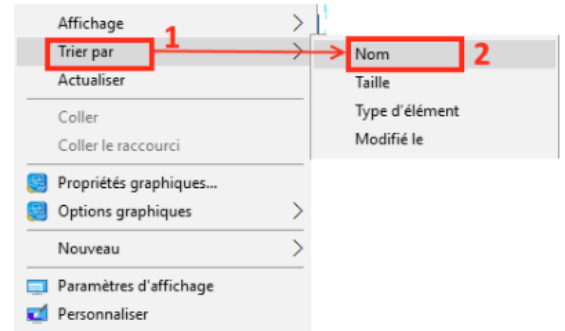 Affichage
Trier par
1
Actualiser
Coller
Coller le raccourci
Propriétés graphiques...
Options graphiques
Nouveau
Paramètres d'affichage
Personnaliser
Nom
2
Taille
Type d'élément
Modifié le